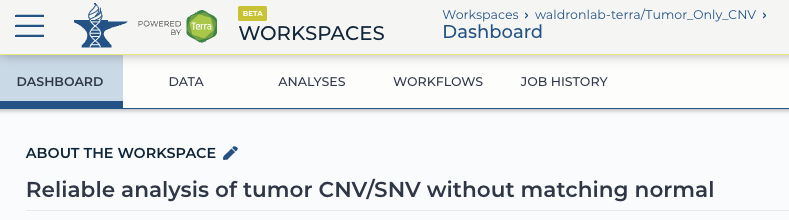 POWERED BY
Terra
BETA
WORKSPACES
Workspaces › waldronlab-terra/Tumor_Only_CNV ›
Dashboard
DASHBOARD DATA ANALYSES WORKFLOWS JOB HISTORY
ABOUT THE WORKSPACE
Reliable analysis of tumor CNV/SNV without matching normal